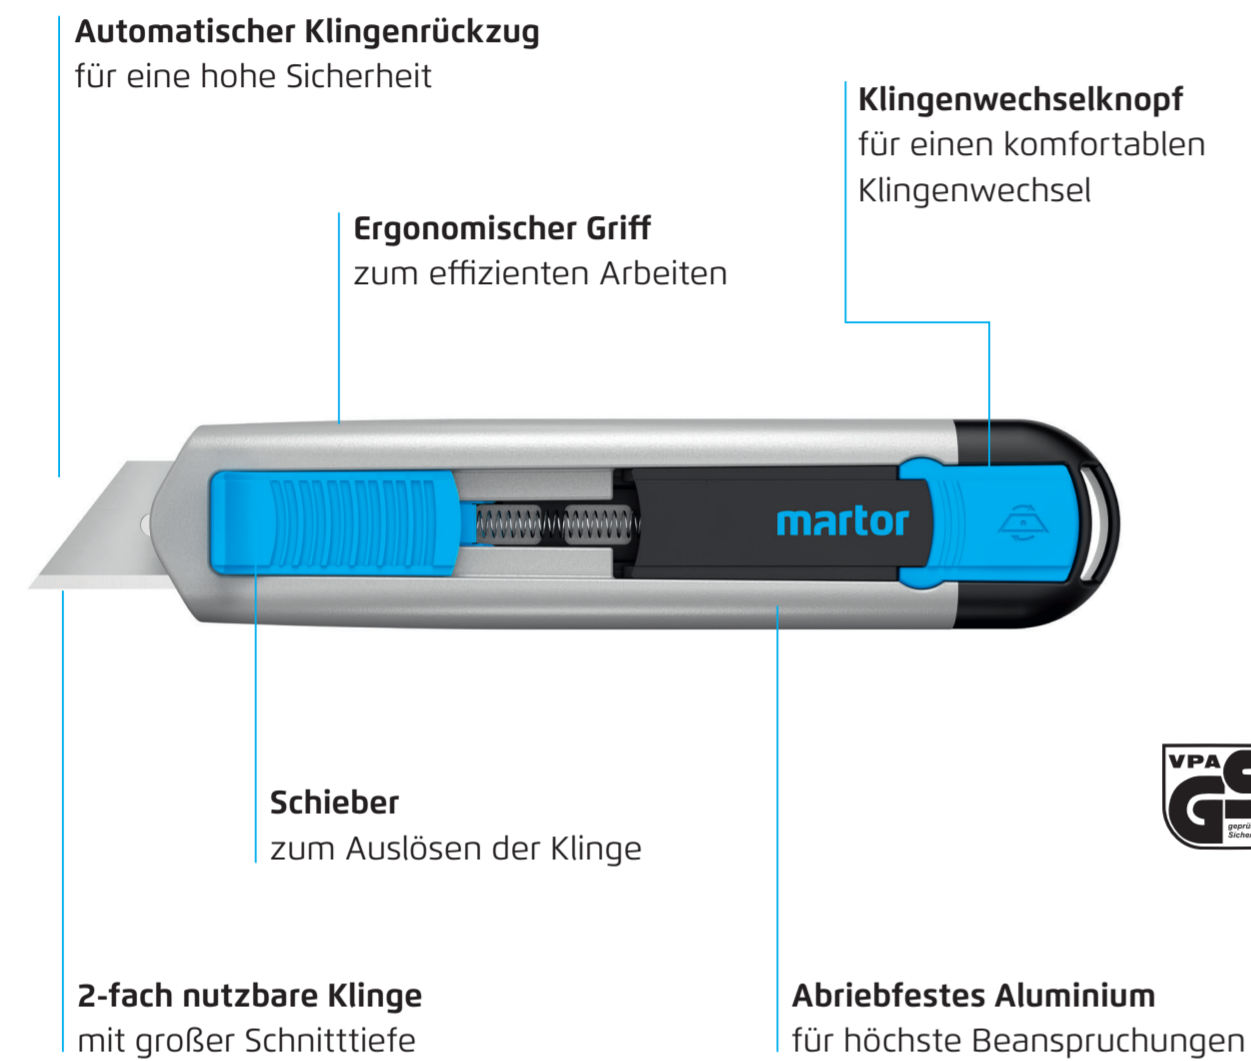 Automatischer Klingenrückzug
für eine hohe Sicherheit
Klingenwechselknopf
für einen komfortablen
Klingenwechsel
Ergonomischer Griff
zum effizienten Arbeiten
martor
VPA
GS
Schieber
zum Auslösen der Klinge
2-fach nutzbare Klinge
mit großer Schnitttiefe
Abriebfestes Aluminium
für höchste Beanspruchungen